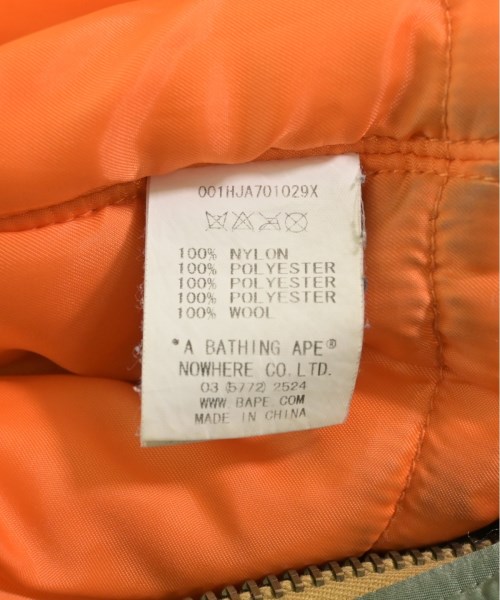 001HJA701029X
100% NYLON
100% POLYESTER
100% POLYESTER
100% POLYESTER
100% WOOL
"A BATHING APE®
NOWHERE CO.LTD.
03 (5772) 2524
WWW.BAPE.COM
MADE IN CHINA